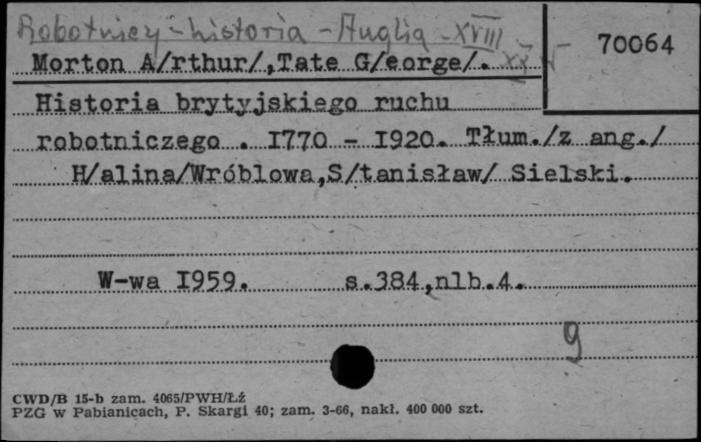 Robotnicy - historia - Anglia - XVIII
70064
Morton A/rthur/,Tate G/eorge/. XX w
Historia brytyjskiego ruchu
robotniczego . I770 - I920. Tłum./z ang./
H/alina/Wróblowa,S/tanisław/ Sielski.
W-wa I959. s.384,nlb.4.
9
CWD/B 15-b zam. 4065/PWH/Łź
PZG w Pabianicach, P. Skargi 40; zam. 3-66, nakł. 400 000 szt.